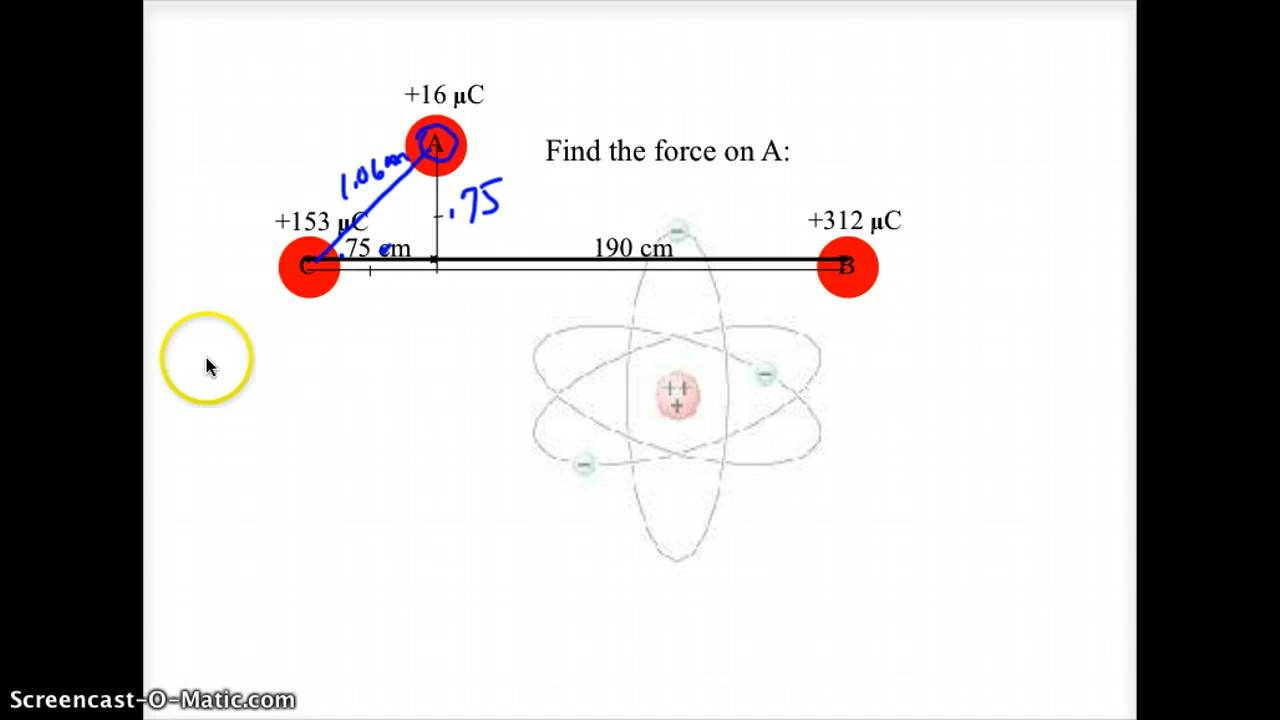 +16 µC
A
Find the force on A:
1.06
.75
+153 µC
+312 µC
.75 cm
190 cm
C
B
−
−
++
+
−
Screencast-O-Matic.com